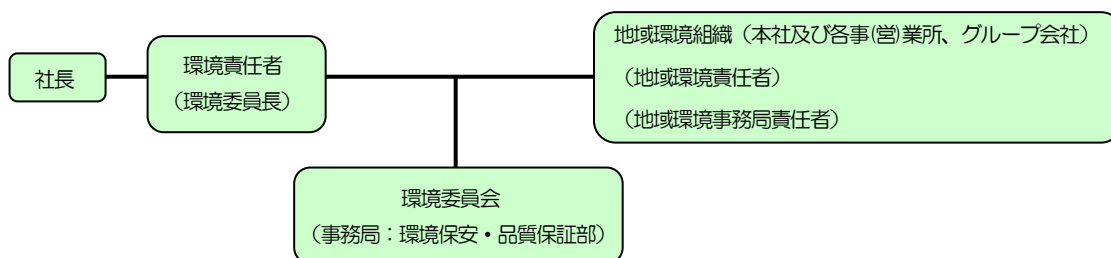 社長
環境責任者
（環境委員長）
地域環境組織（本社及び各事(営)業所、グループ会社）
（地域環境責任者）
（地域環境事務局責任者）
環境委員会
（事務局：環境保安・品質保証部）